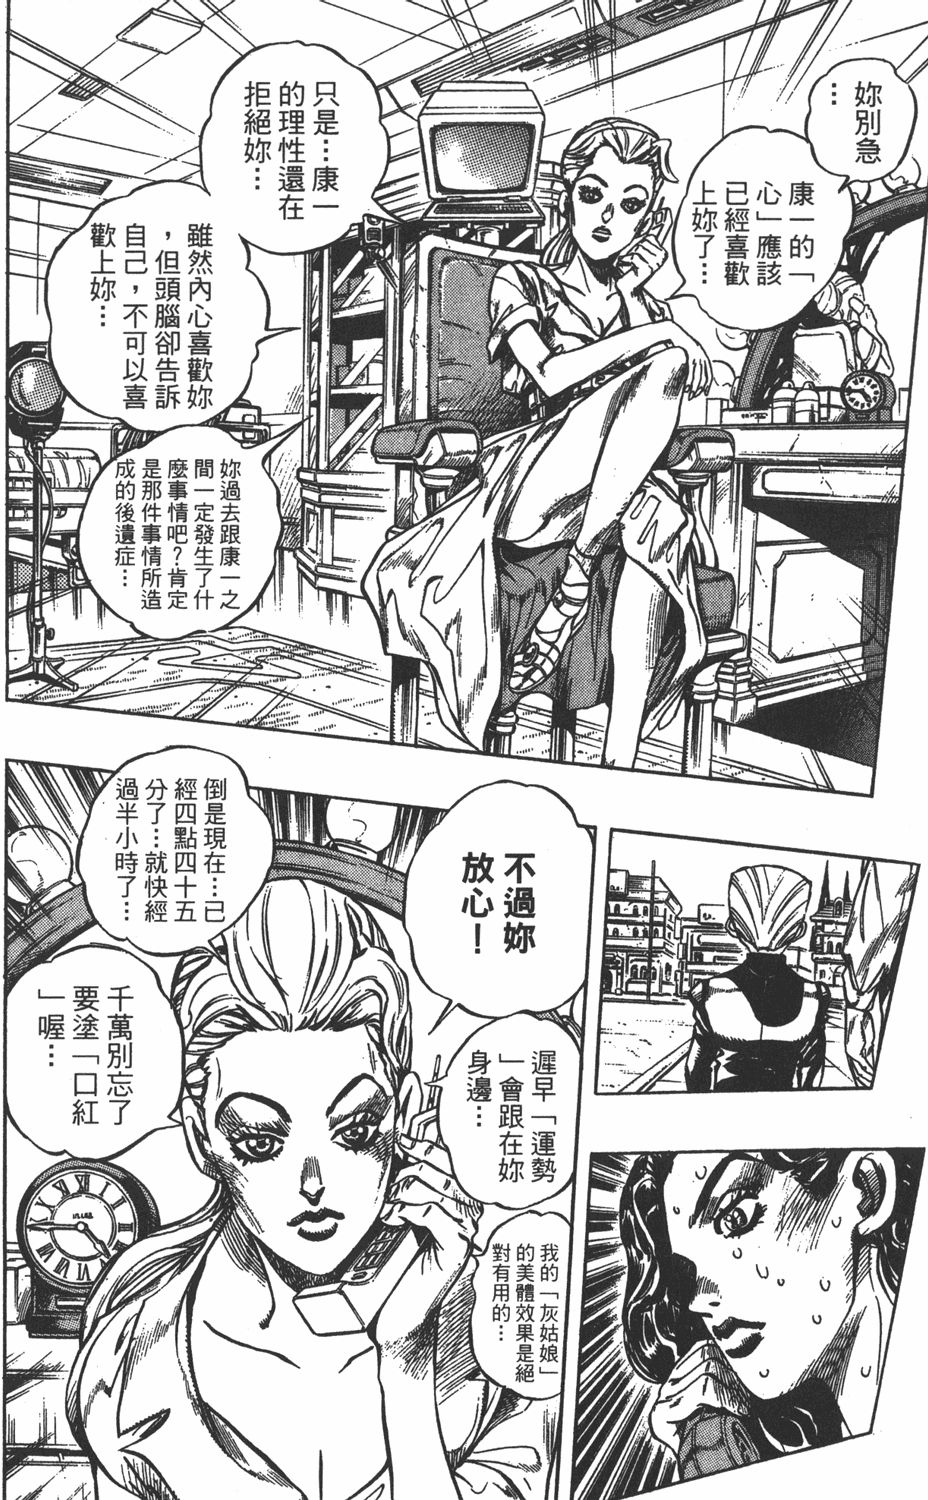 妳別急
…
康一的「
心」應該
已經喜歡
上妳了…
只是…康一
的理性還在
拒絕妳…
雖然內心喜歡妳
，但頭腦卻告訴
自己，不可以喜
歡上妳…
妳過去跟康一之
間一定發生了什
麼事情吧？肯定
是那件事情所造
成的後遺症…
不過妳
放心！
遲早「運勢
」會跟在妳
身邊…
我的「灰姑娘」
的美體效果是絕
對有用的…
倒是現在…已
經四點四十五
分了…就快經
過半小時了…
千萬別忘了
要塗「口紅
」喔…